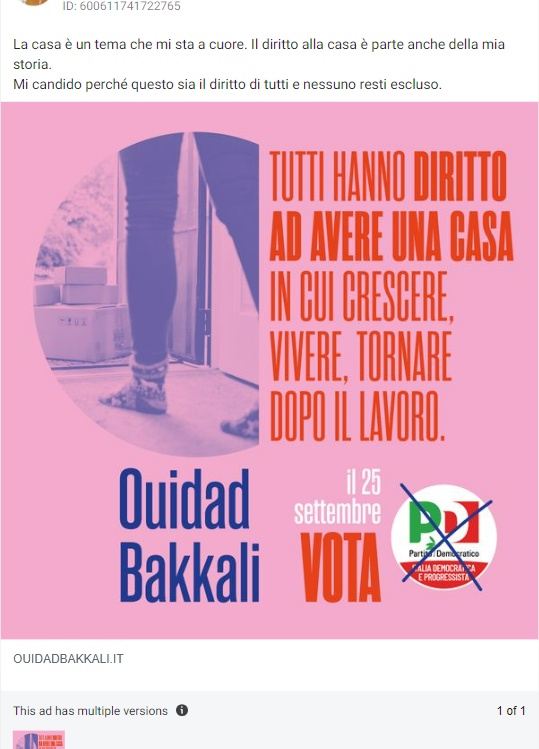 ID: 600611741722765
La casa è un tema che mi sta a cuore. Il diritto alla casa è parte anche della mia
storia.
Mi candido perché questo sia il diritto di tutti e nessuno resti escluso.
TUTTI HANNO DIRITTO
AD AVERE UNA CASA
IN CUI CRESCERE,
VIVERE, TORNARE
DOPO IL LAVORO.
Ouidad
Bakkali
il 25
settembre
VOTA
PD
Partito Democratico
ITALIA DEMOCRATICA
E PROGRESSISTA
OUIDADBAKKALI.IT
This ad has multiple versions
1 of 1